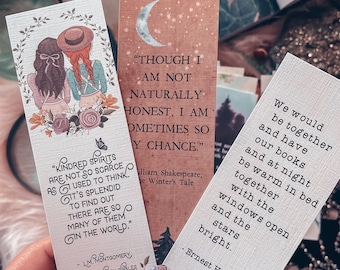 "KINDRED SPIRITS
ARE NOT SO SCARCE
AS I USED TO THINK.
IT'S SPLENDID
TO FIND OUT
THERE ARE SO
MANY OF THEM
IN THE WORLD."
L.M. MONTGOMERY,
"THOUGH I
AM NOT
NATURALLY
HONEST, I AM
SOMETIMES SO
BY CHANCE."
William Shakespeare,
Winter's Tale
We would
be together
and have
our books
and at night
be warm in bed
together
with the
windows open
and the
stars
bright.
- Ernest